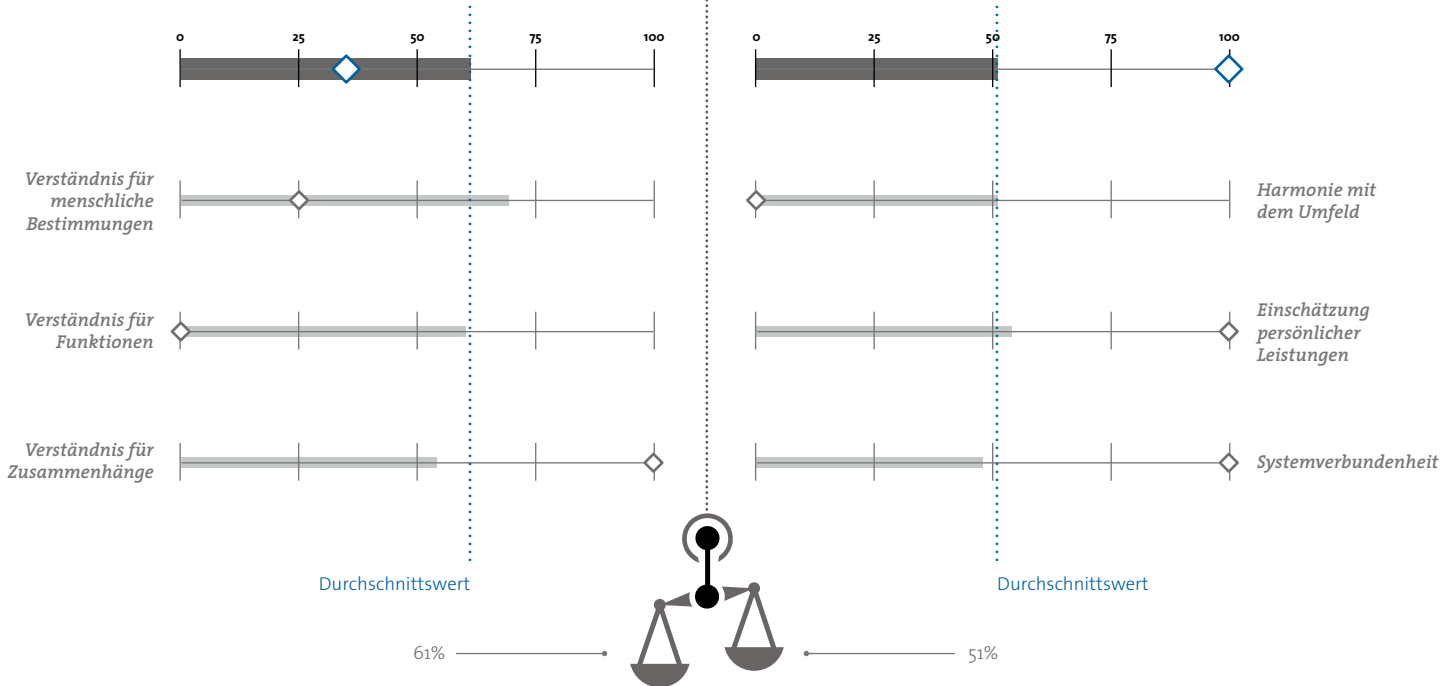 0 25 50 75 100
0 25 50 75 100
Verständnis für
menschliche
Bestimmungen
Harmonie mit
dem Umfeld
Verständnis für
Funktionen
Einschätzung
persönlicher
Leistungen
Verständnis für
Zusammenhänge
Systemverbundenheit
Durchschnittswert
Durchschnittswert
61%
51%